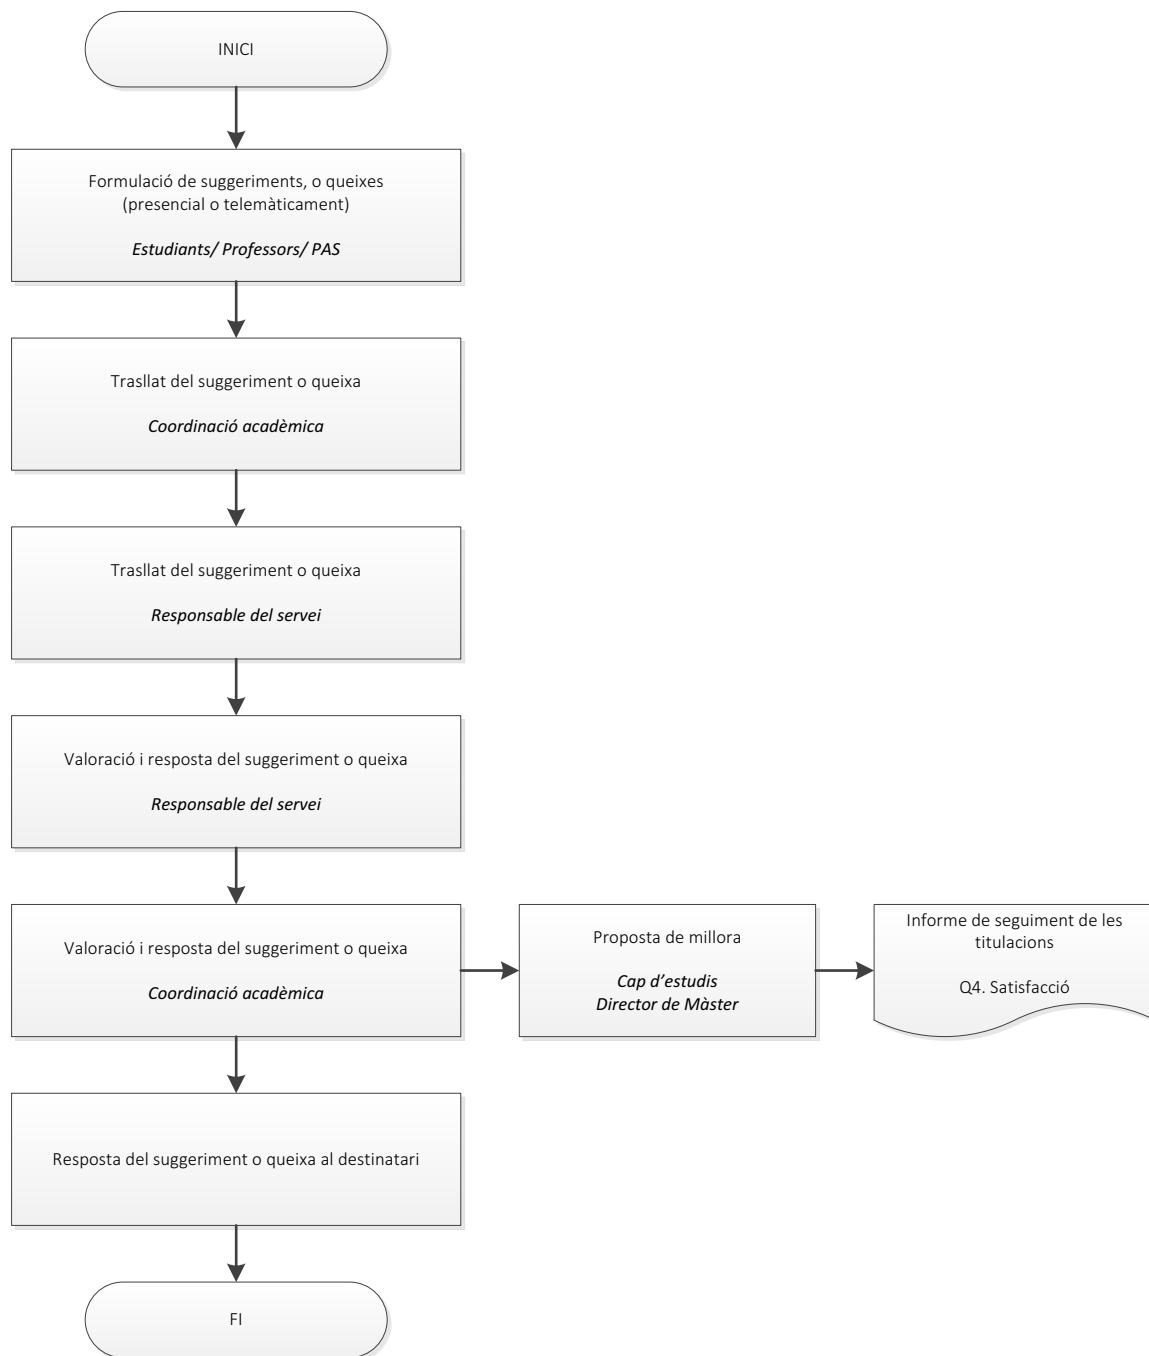 INICI
Formulació de suggeriments, o queixes
(presencial o telemàticament)
Estudiants/ Professors/ PAS
Trasllat del suggeriment o queixa
Coordinació acadèmica
Trasllat del suggeriment o queixa
Responsable del servei
Valoració i resposta del suggeriment o queixa
Responsable del servei
Valoració i resposta del suggeriment o queixa
Coordinació acadèmica
Proposta de millora
Cap d’estudis
Director de Màster
Informe de seguiment de les
titulacions
Q4. Satisfacció
Resposta del suggeriment o queixa al destinatari
FI